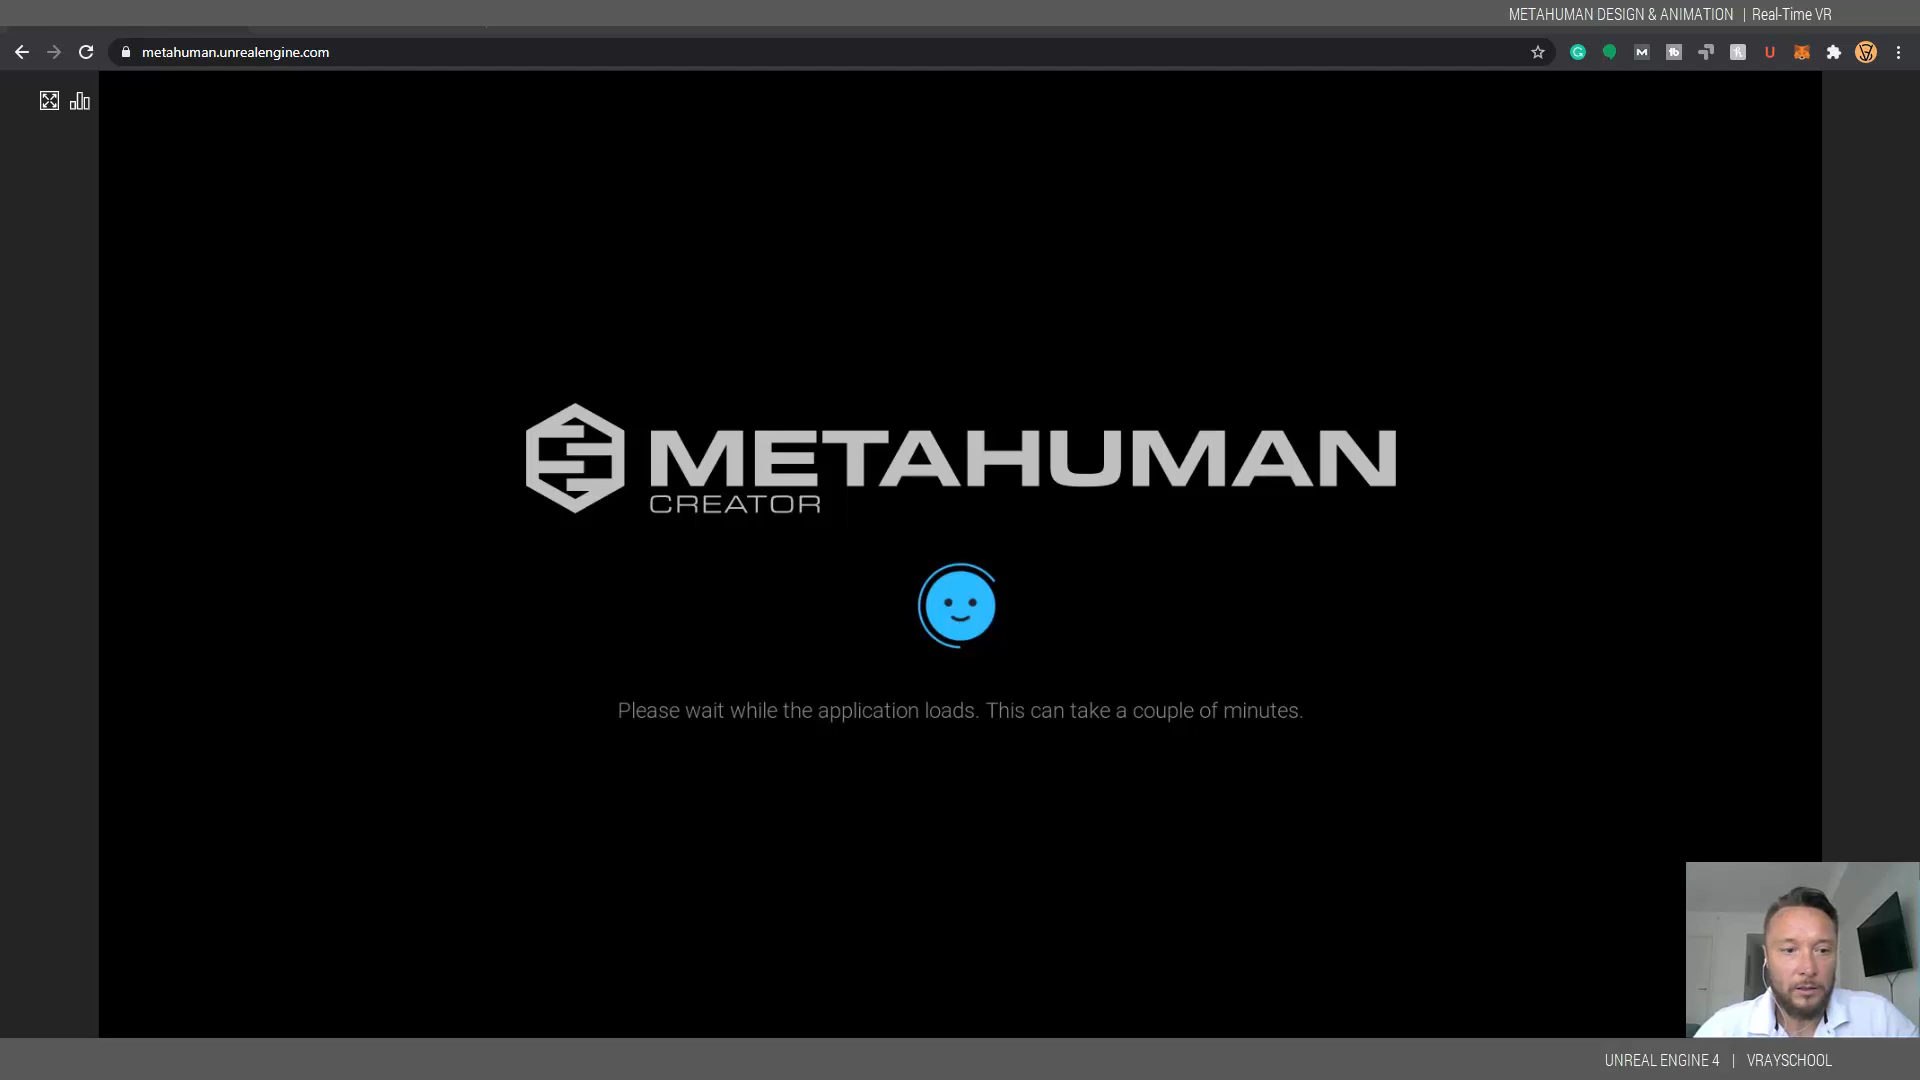 METAHUMAN DESIGN & ANIMATION | Real-Time VR
metahuman.unrealengine.com
METAHUMAN
CREATOR
Please wait while the application loads. This can take a couple of minutes.
UNREAL ENGINE 4 | VRAYSCHOOL